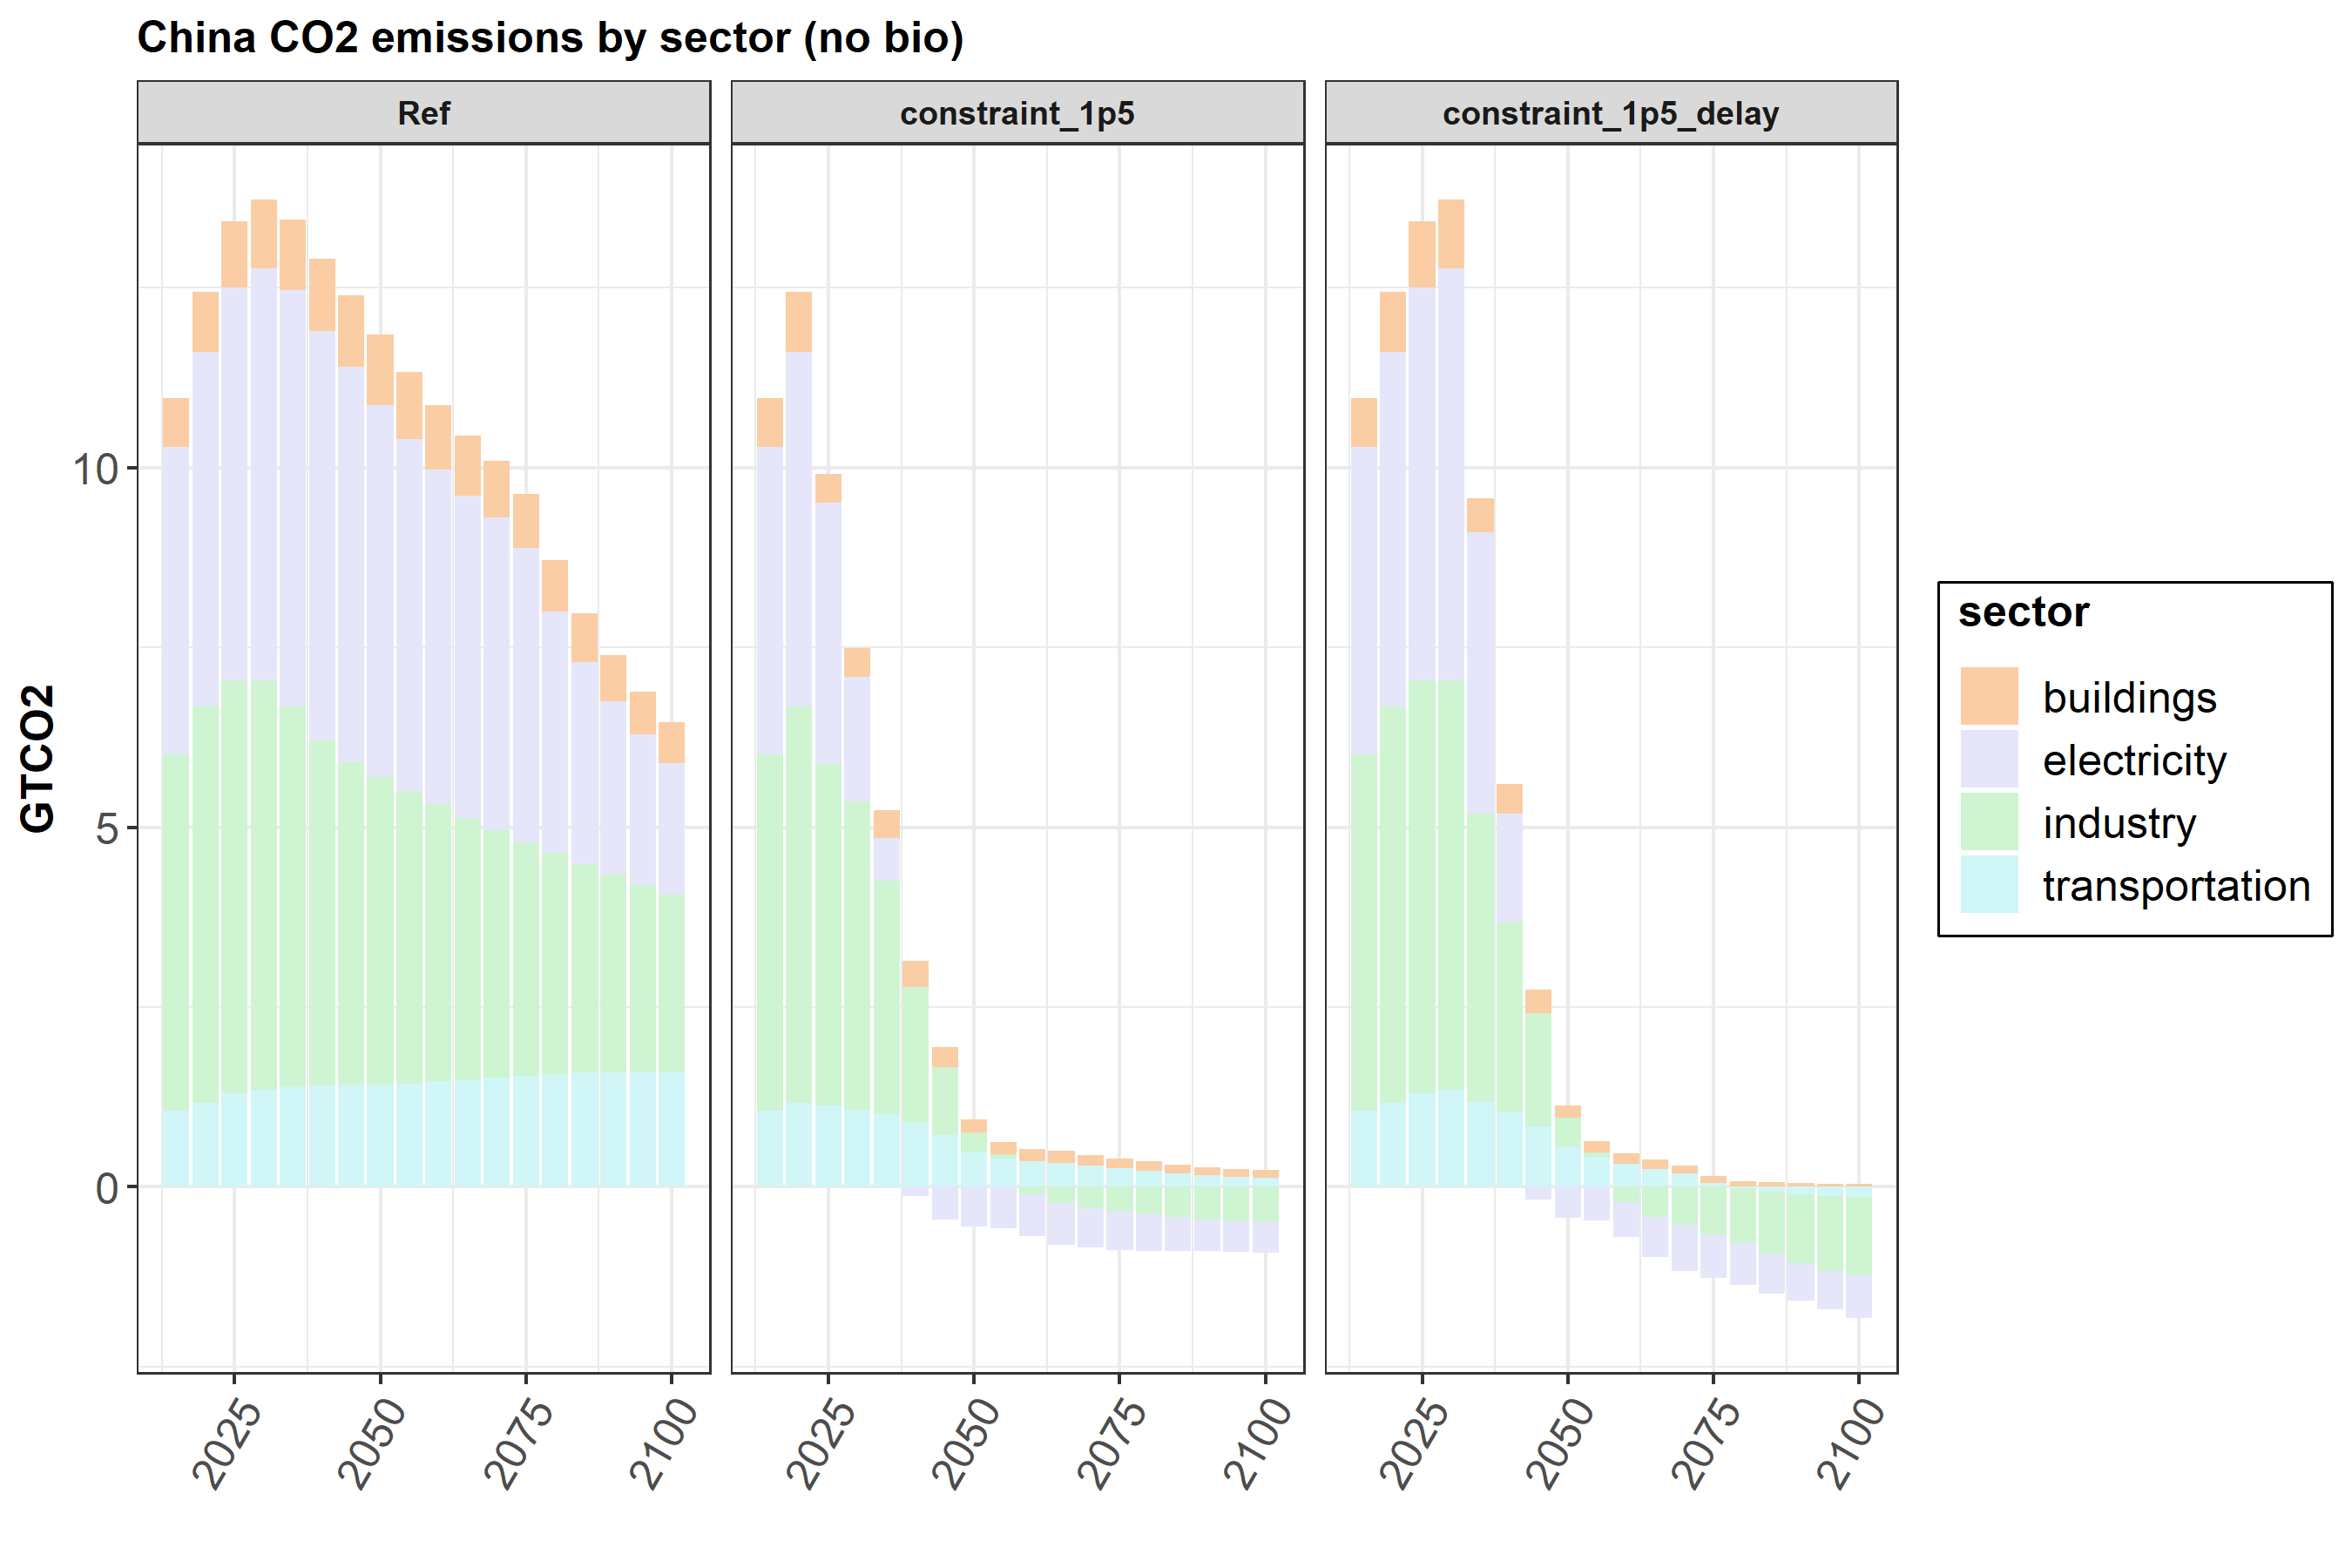 China CO2 emissions by sector (no bio)
Ref
constraint_1p5
constraint_1p5_delay
GTCO2
10
5
0
2025
2050
2075
2100
2025
2050
2075
2100
2025
2050
2075
2100
sector
buildings
electricity
industry
transportation